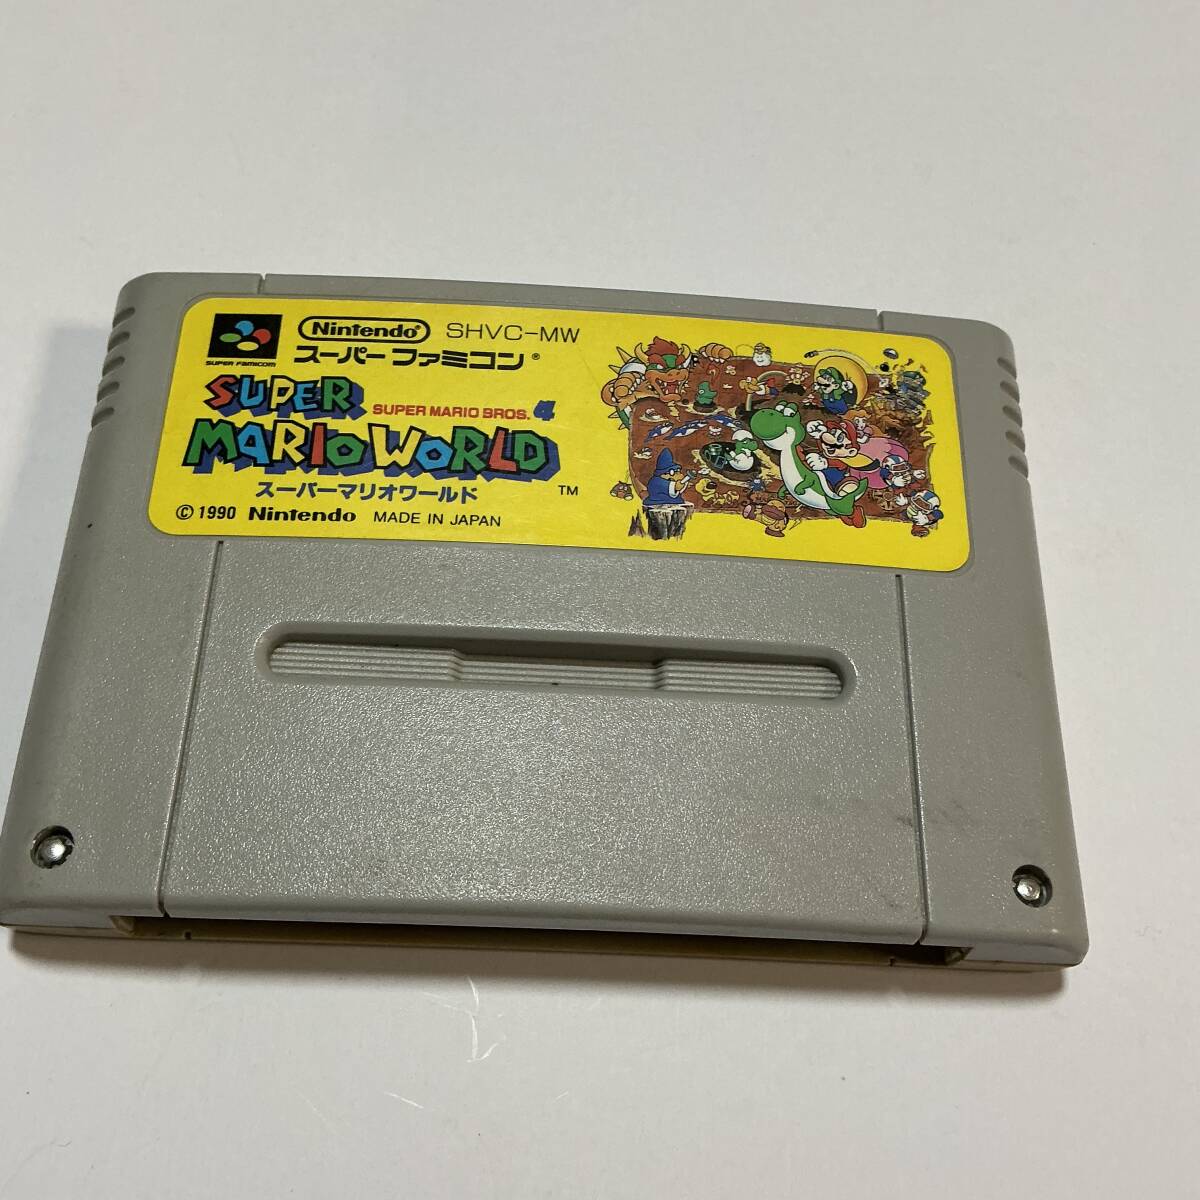 Nintendo® SHVC-MW
SUPER FAMICOM
スーパーファミコン®
SUPER
SUPER MARIO BROS. 4
MARIO WORLD
スーパーマリオワールド TM
© 1990 Nintendo MADE IN JAPAN